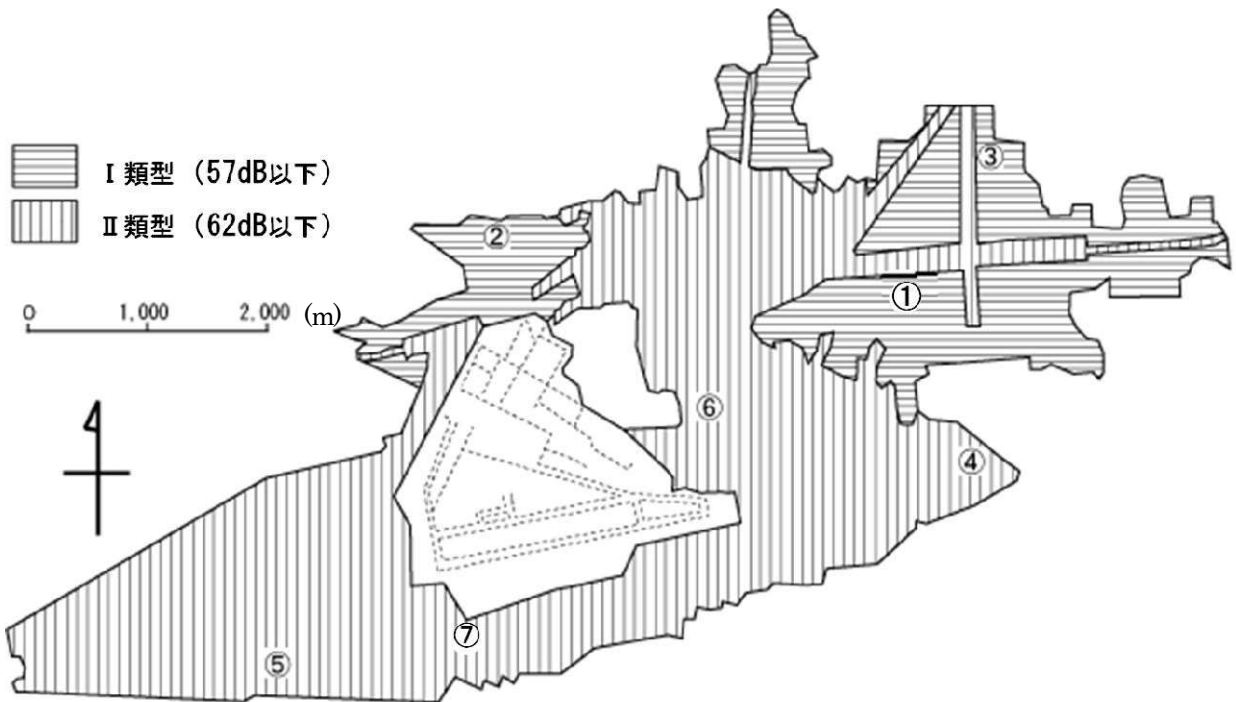 Ⅰ類型 (57dB以下)
Ⅱ類型 (62dB以下)
0 1,000 2,000 (m)
③
②
①
⑥
④
⑦
⑤